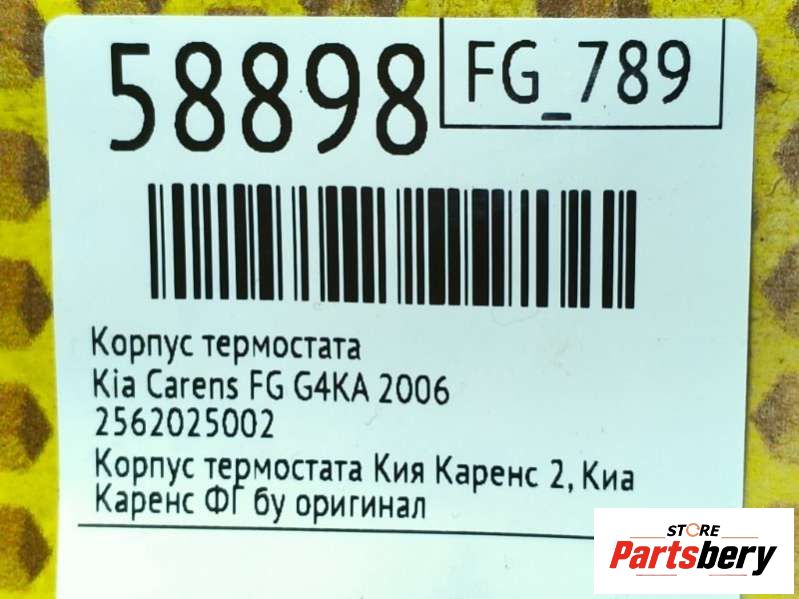 58898
FG_789
Корпус термостата
Kia Carens FG G4KA 2006
2562025002
Корпус термостата Кия Каренс 2, Киа
Каренс ФГ бу оригинал
STORE
Partsbery